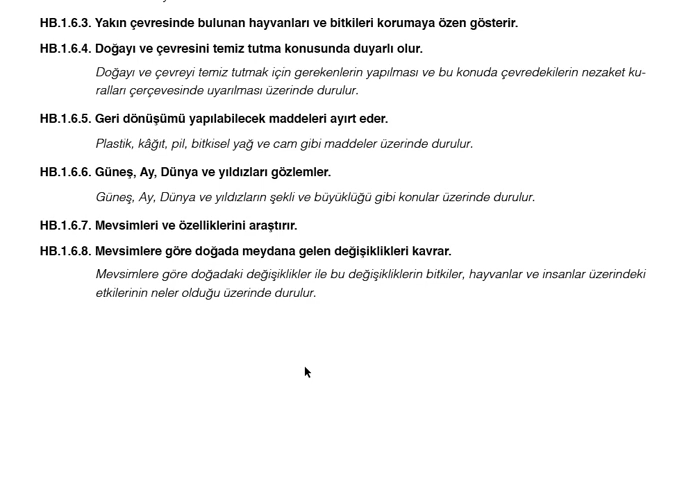 HB.1.6.3. Yakın çevresinde bulunan hayvanları ve bitkileri korumaya özen gösterir.
HB.1.6.4. Doğayı ve çevresini temiz tutma konusunda duyarlı olur.
Doğayı ve çevreyi temiz tutmak için gerekenlerin yapılması ve bu konuda çevredekilerin nezaket ku-
ralları çerçevesinde uyarılması üzerinde durulur.
HB.1.6.5. Geri dönüşümü yapılabilecek maddeleri ayırt eder.
Plastik, kâğıt, pil, bitkisel yağ ve cam gibi maddeler üzerinde durulur.
HB.1.6.6. Güneş, Ay, Dünya ve yıldızları gözlemler.
Güneş, Ay, Dünya ve yıldızların şekli ve büyüklüğü gibi konular üzerinde durulur.
HB.1.6.7. Mevsimleri ve özelliklerini araştırır.
HB.1.6.8. Mevsimlere göre doğada meydana gelen değişiklikleri kavrar.
Mevsimlere göre doğadaki değişiklikler ile bu değişikliklerin bitkiler, hayvanlar ve insanlar üzerindeki
etkilerinin neler olduğu üzerinde durulur.